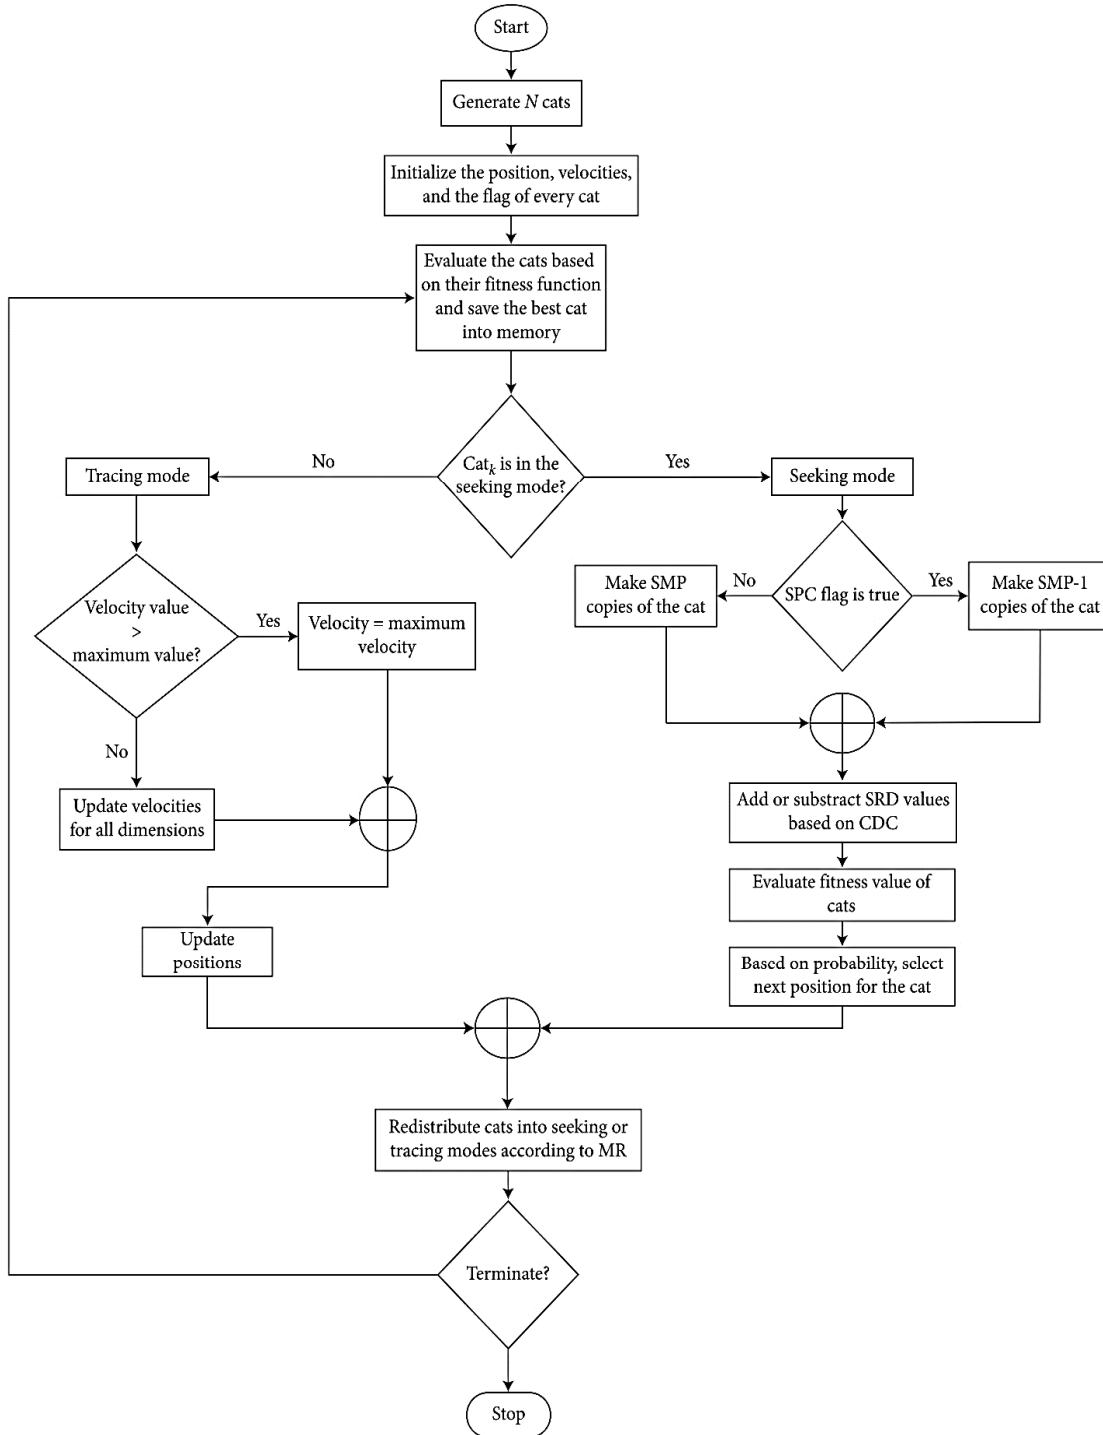 Start
Generate N cats
Initialize the position, velocities,
and the flag of every cat
Evaluate the cats based
on their fitness function
and save the best cat
into memory
Cat_k is in the
seeking mode?
No
Yes
Tracing mode
Seeking mode
Velocity value
>
maximum value?
Yes
Velocity = maximum
velocity
No
Update velocities
for all dimensions
Update
positions
SPC flag is true
No
Make SMP
copies of the cat
Yes
Make SMP-1
copies of the cat
Add or substract SRD values
based on CDC
Evaluate fitness value of
cats
Based on probability, select
next position for the cat
Redistribute cats into seeking or
tracing modes according to MR
Terminate?
Stop